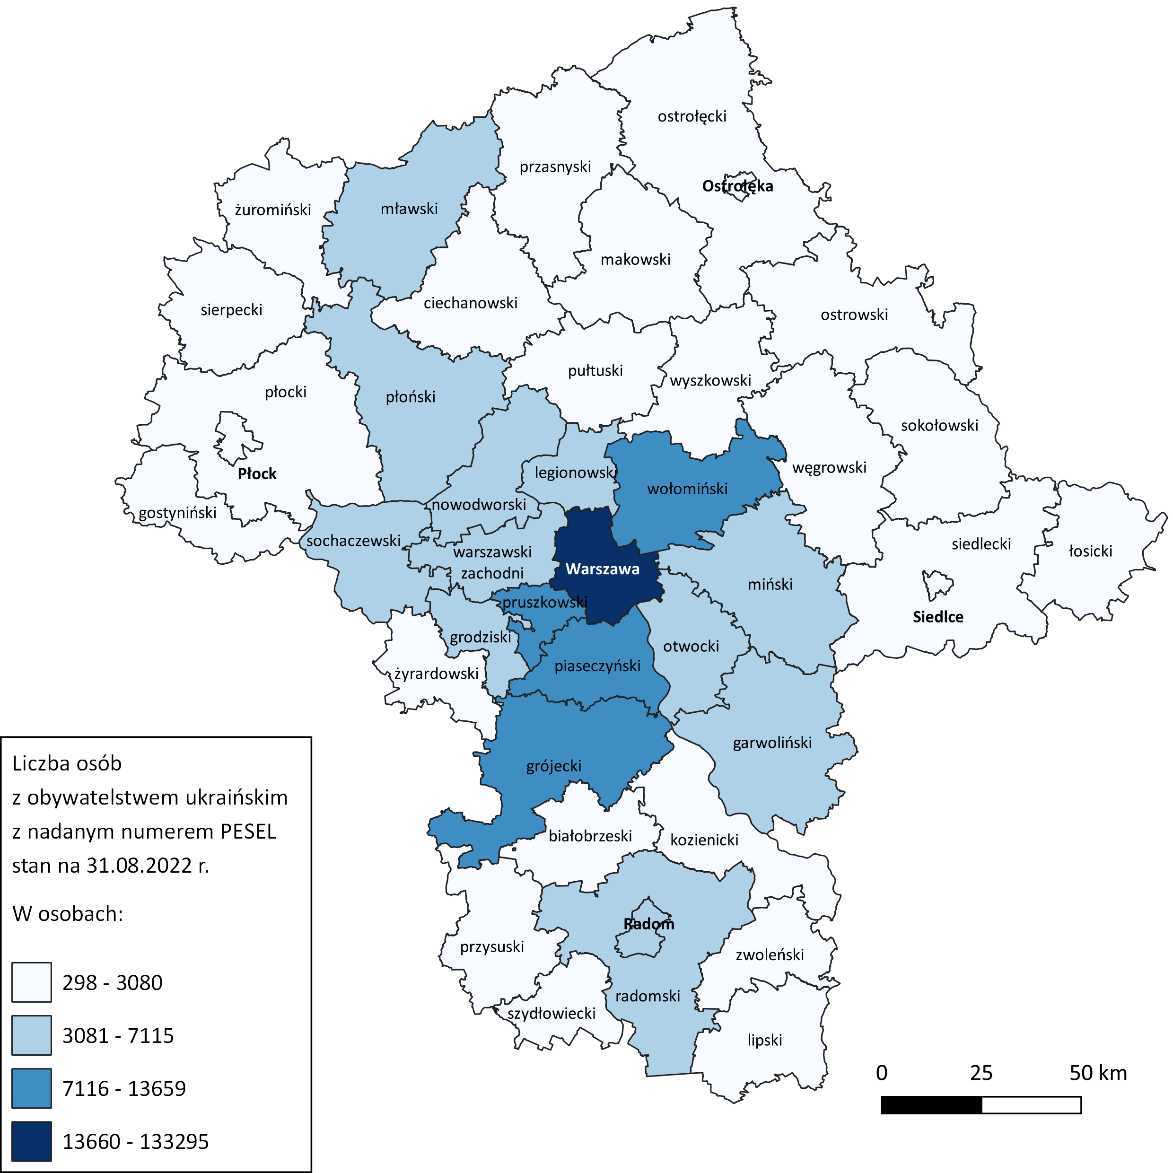 ostrołęcki
przasnyski
Ostrołęka
żuromiński
mławski
makowski
sierpecki
ciechanowski
ostrowski
płocki
płoński
pułtuski
wyszkowski
sokołowski
Płock
legionowski
wołomiński
węgrowski
gostyniński
nowodworski
sochaczewski
warszawski
zachodni
Warszawa
siedlecki
łosicki
miński
pruszkowski
Siedlce
grodziski
otwocki
żyrardowski
piaseczyński
garwoliński
grójecki
białobrzeski
kozienicki
Radom
przysuski
zwoleński
radomski
szydłowiecki
lipski
Liczba osób
z obywatelstwem ukraińskim
z nadanym numerem PESEL
stan na 31.08.2022 r.
W osobach:
298 - 3080
3081 - 7115
7116 - 13659
13660 - 133295
0 25 50 km